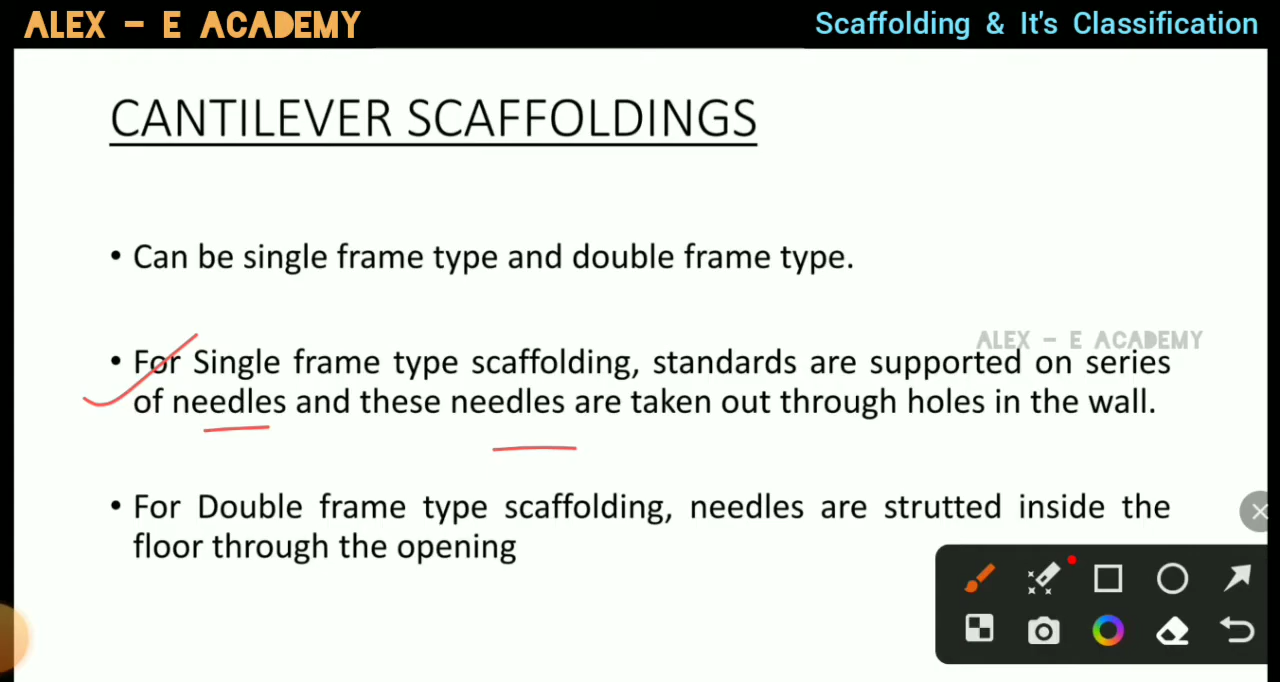 ALEX - E ACADEMY
Scaffolding & It's Classification
CANTILEVER SCAFFOLDINGS
• Can be single frame type and double frame type.
ALEX - E ACADEMY
• For Single frame type scaffolding, standards are supported on series
of needles and these needles are taken out through holes in the wall.
• For Double frame type scaffolding, needles are strutted inside the
floor through the opening